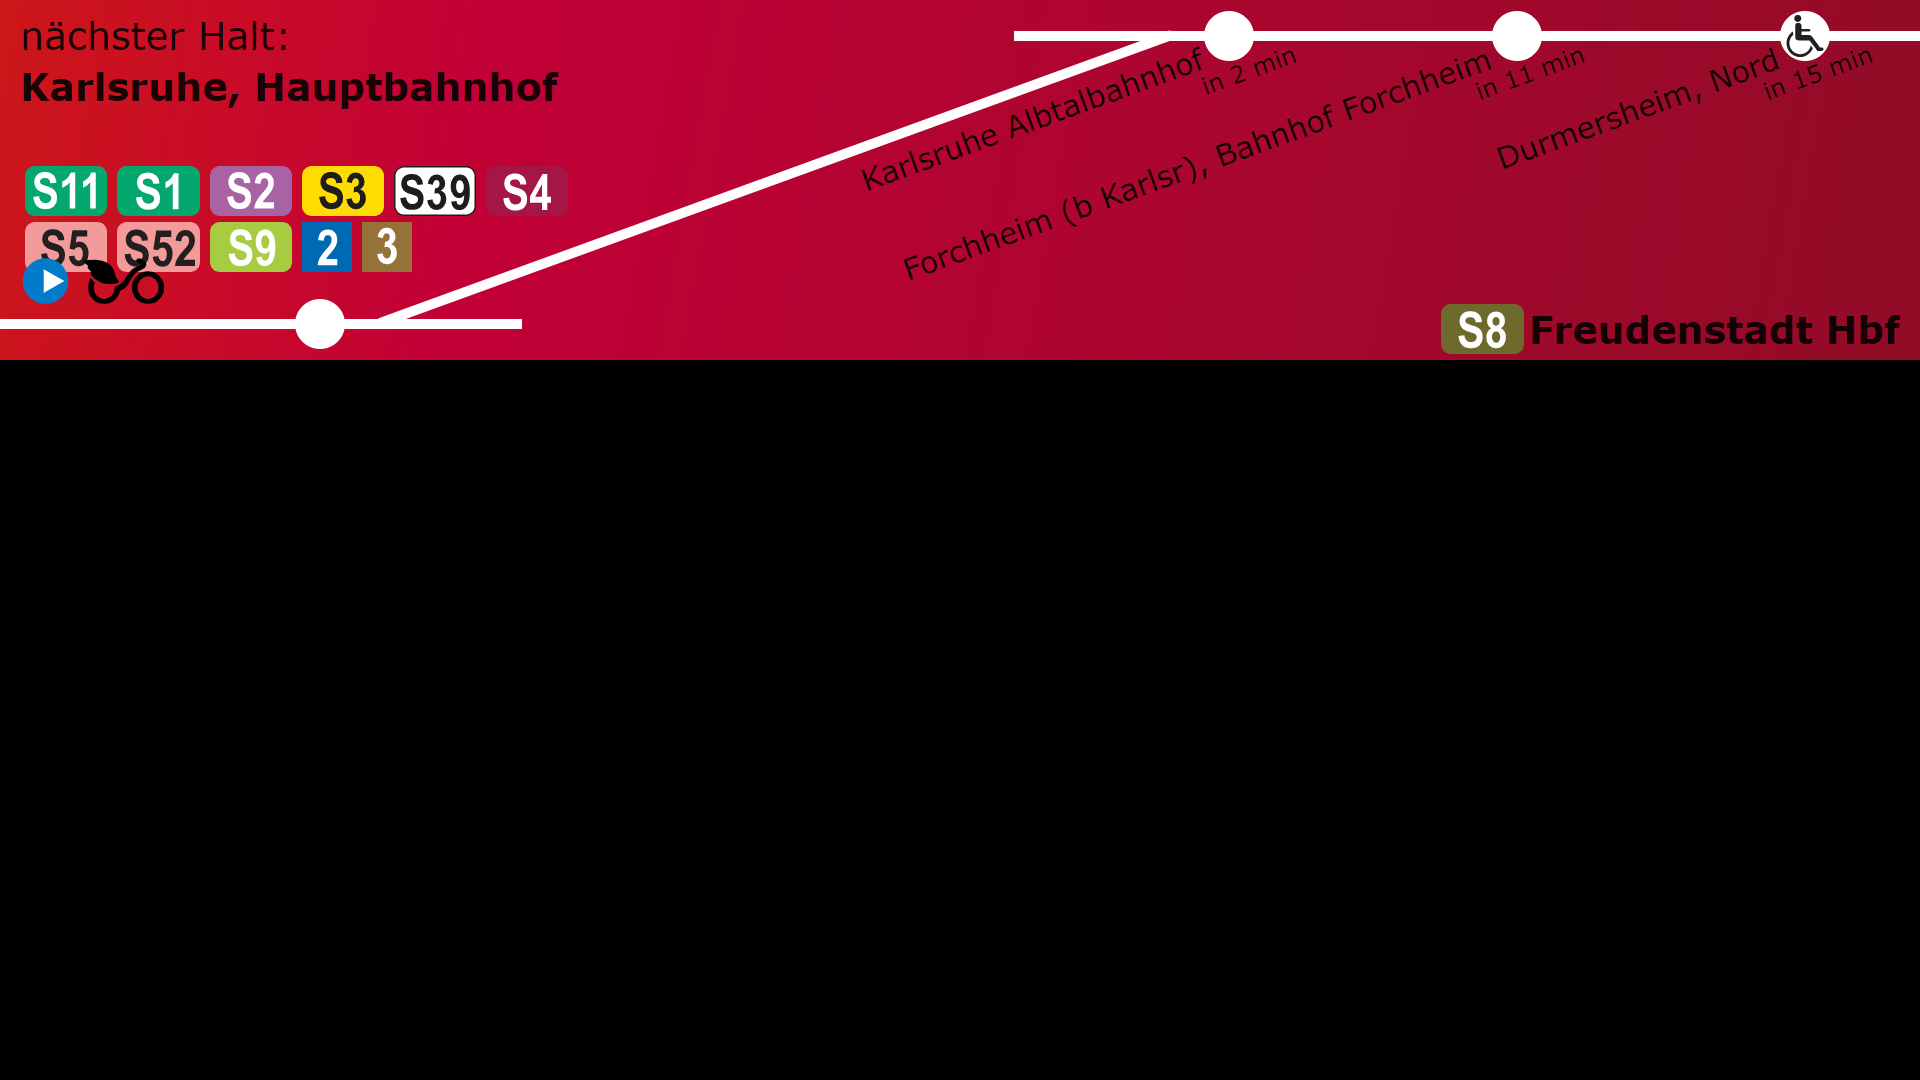 nächster Halt:
Karlsruhe, Hauptbahnhof
S11 S1 S2 S3 S39 S4
S5 S52 S9 2 3
Karlsruhe Albtalbahnhof
in 2 min
Forchheim (b Karlsr), Bahnhof Forchheim
in 11 min
Durmersheim, Nord
in 15 min
S8 Freudenstadt Hbf